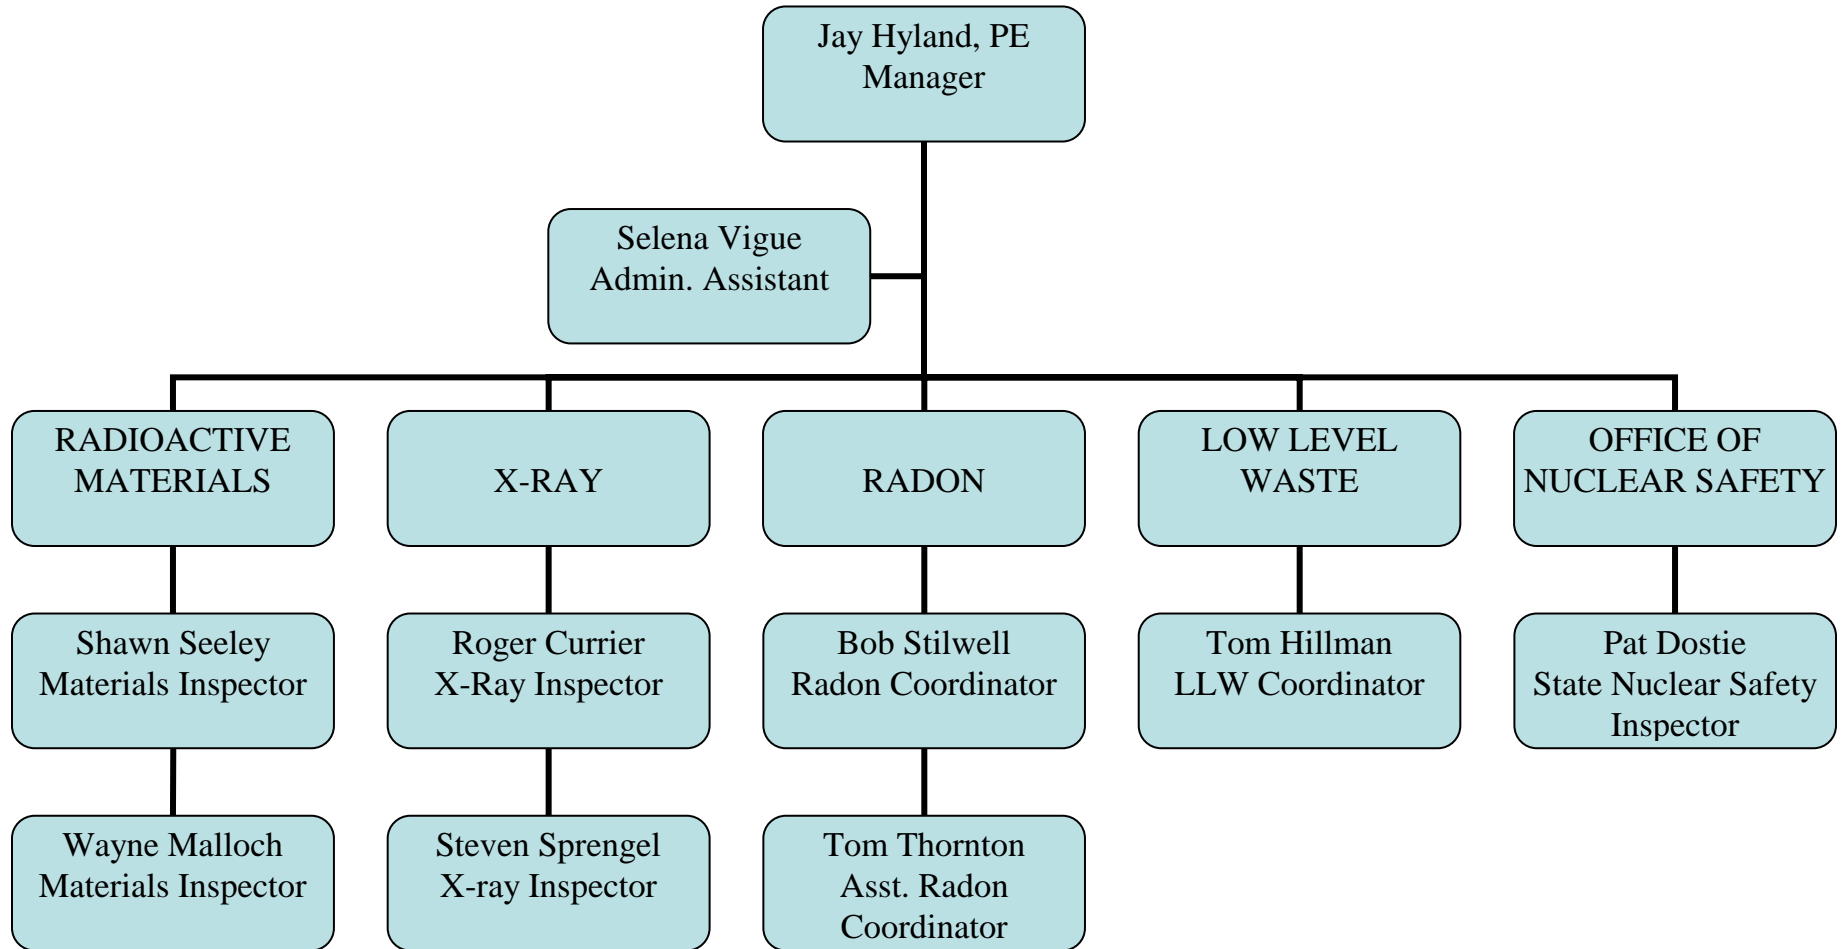 Jay Hyland, PE
Manager
Selena Vigue
Admin. Assistant
RADIOACTIVE
MATERIALS
X-RAY
RADON
LOW LEVEL
WASTE
OFFICE OF
NUCLEAR SAFETY
Shawn Seeley
Materials Inspector
Roger Currier
X-Ray Inspector
Bob Stilwell
Radon Coordinator
Tom Hillman
LLW Coordinator
Pat Dostie
State Nuclear Safety
Inspector
Wayne Malloch
Materials Inspector
Steven Sprengel
X-ray Inspector
Tom Thornton
Asst. Radon
Coordinator